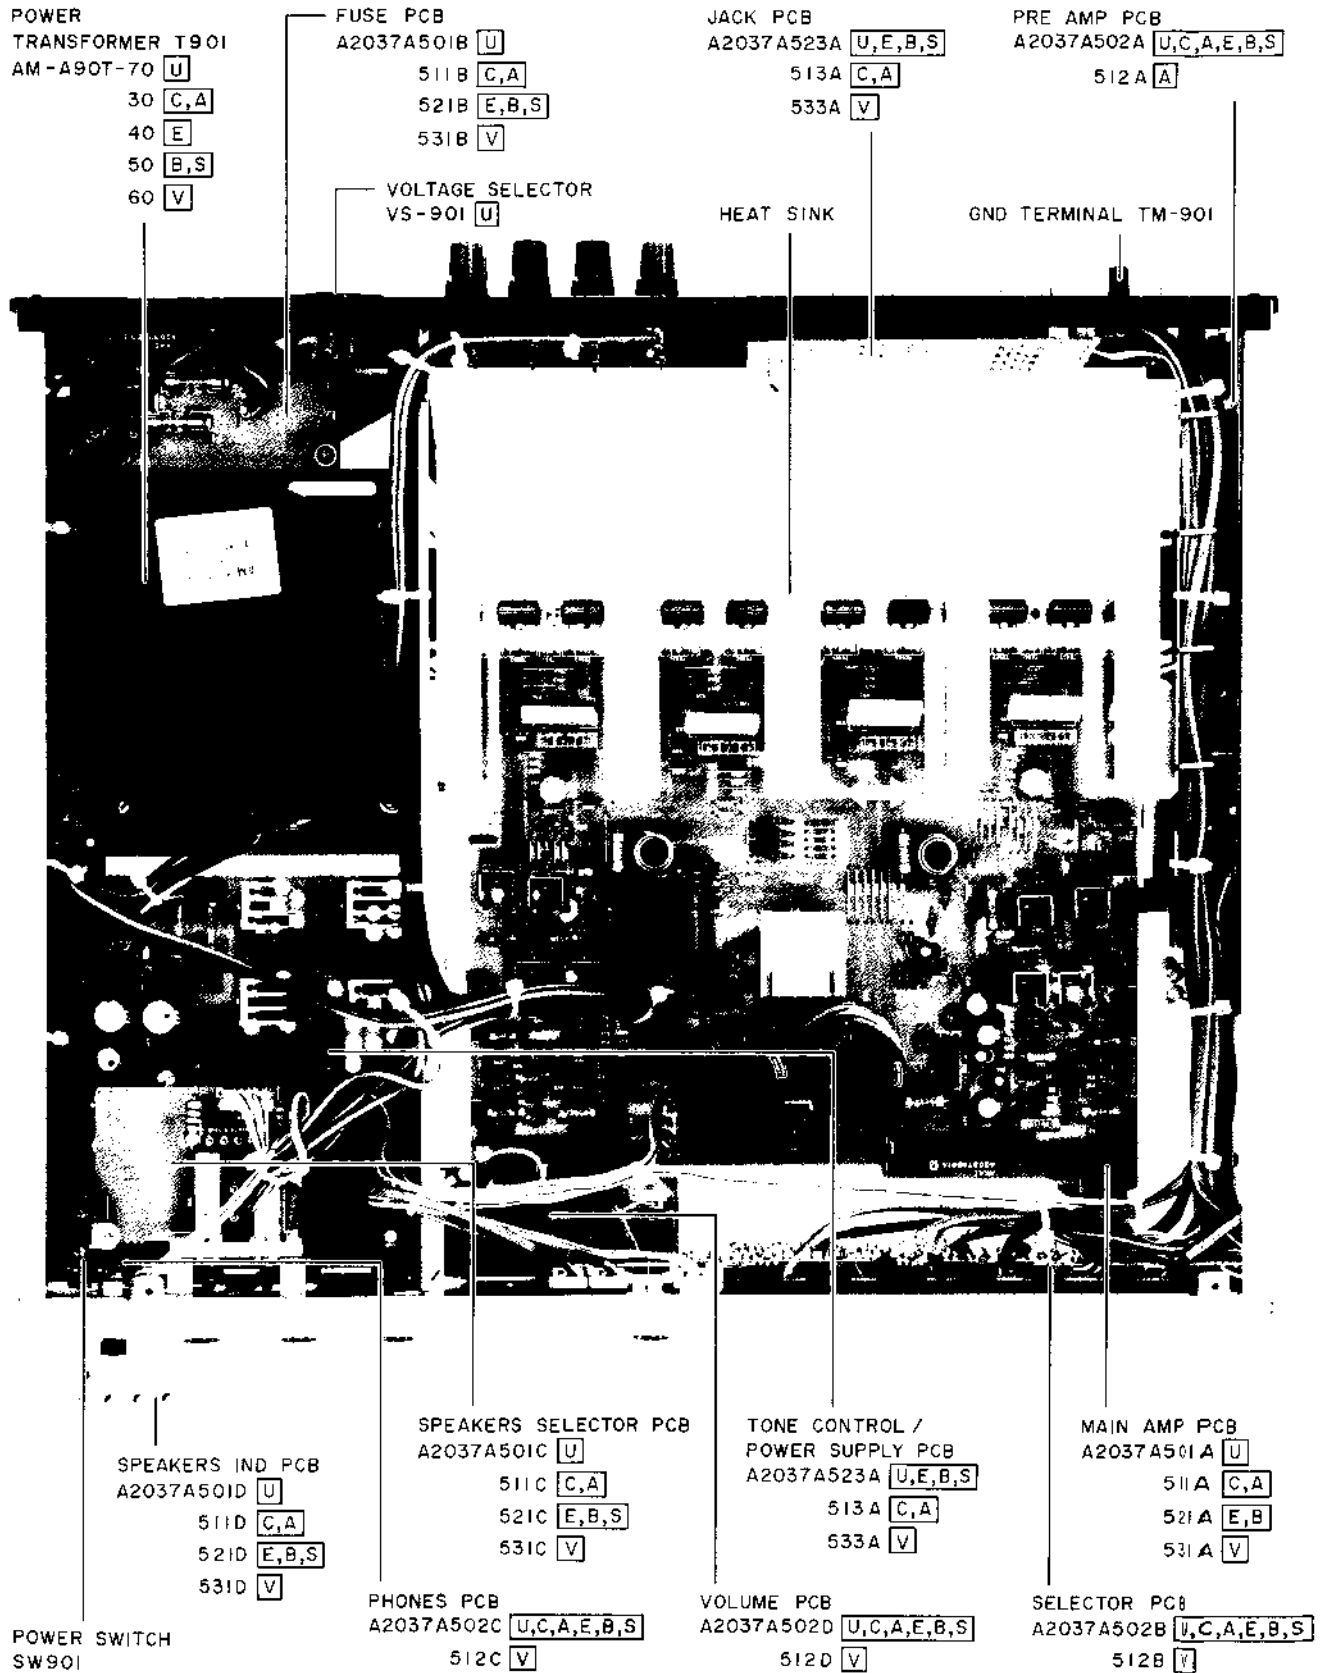 POWER
TRANSFORMER T901
AM-A90T-70 U
30 C,A
40 E
50 B,S
60 V
FUSE PCB
A2037A501B U
511B C,A
521B E,B,S
531B V
VOLTAGE SELECTOR
VS-901 U
JACK PCB
A2037A523A U,E,B,S
513A C,A
533A V
PRE AMP PCB
A2037A502A U,C,A,E,B,S
512A A
HEAT SINK
GND TERMINAL TM-901
SPEAKERS IND PCB
A2037A501D U
511D C,A
521D E,B,S
531D V
SPEAKERS SELECTOR PCB
A2037A501C U
511C C,A
521C E,B,S
531C V
TONE CONTROL /
POWER SUPPLY PCB
A2037A523A U,E,B,S
513A C,A
533A V
MAIN AMP PCB
A2037A501A U
511A C,A
521A E,B
531A V
POWER SWITCH
SW901
PHONES PCB
A2037A502C U,C,A,E,B,S
512C V
VOLUME PCB
A2037A502D U,C,A,E,B,S
512D V
SELECTOR PCB
A2037A502B U,C,A,E,B,S
512B V